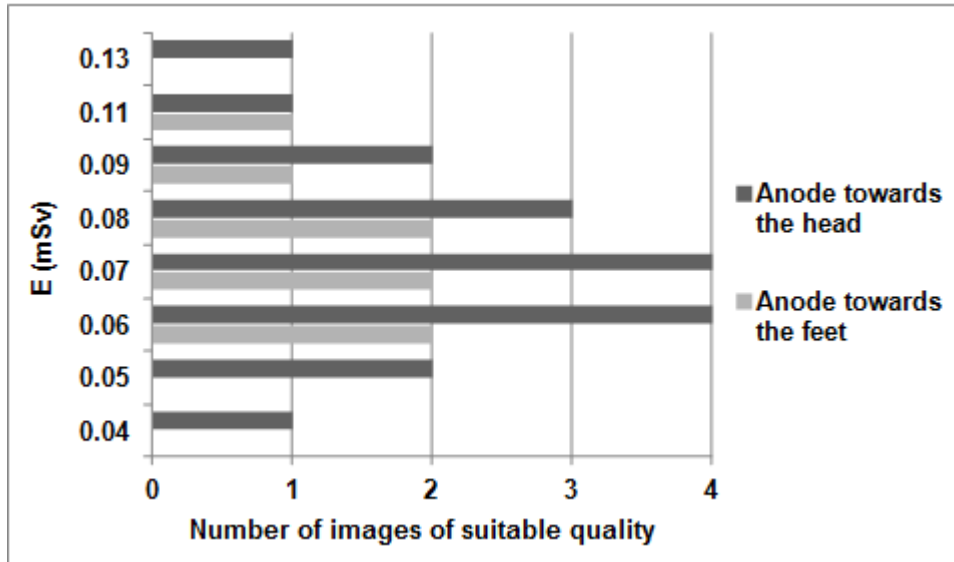 E (mSv)
0.13
0.11
0.09
0.08
0.07
0.06
0.05
0.04
0 1 2 3 4
Number of images of suitable quality
Anode towards
the head
Anode towards
the feet